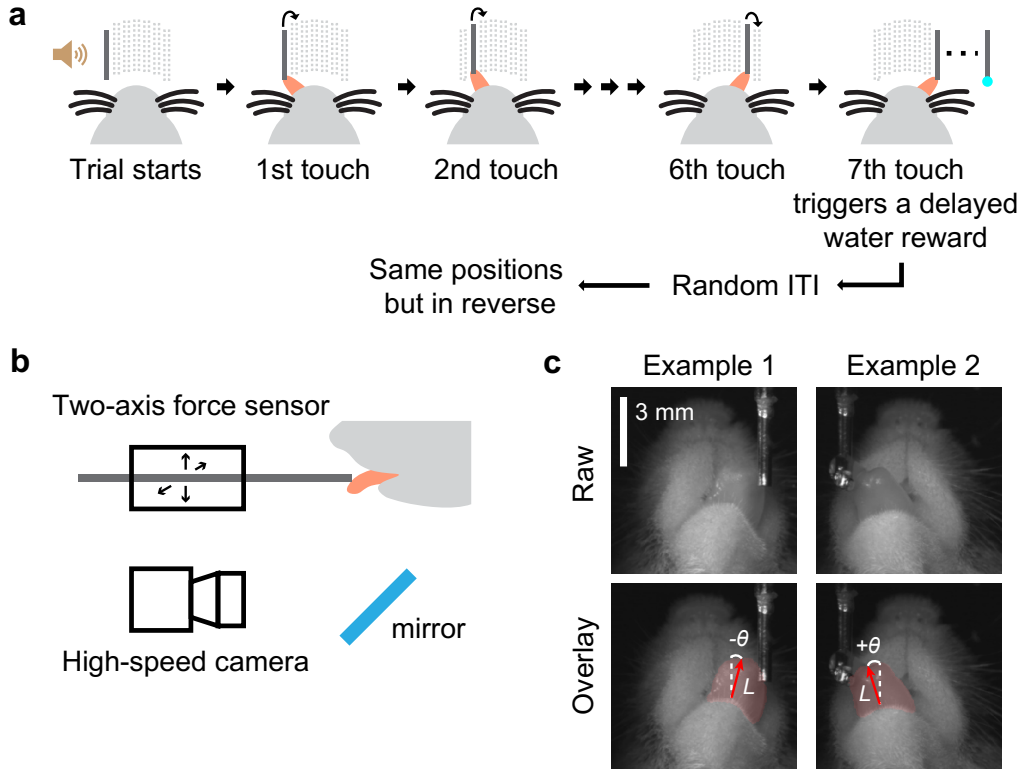 a
Trial starts
1st touch
2nd touch
6th touch
7th touch
triggers a delayed
water reward
Random ITI
Same positions
but in reverse
b
Two-axis force sensor
High-speed camera
mirror
c
Example 1
Example 2
Raw
3 mm
Overlay
-θ
L
+θ
L